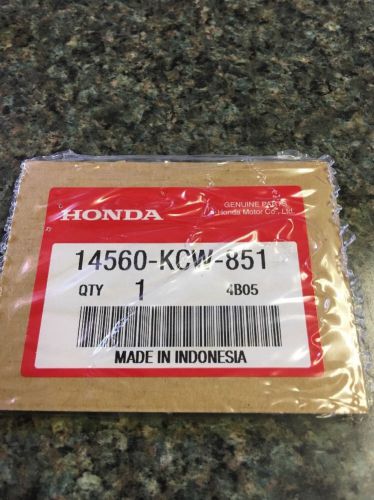 HONDA
GENUINE PARTS
Honda Motor Co., Ltd.
14560-KCW-851
QTY 1 4B05
MADE IN INDONESIA